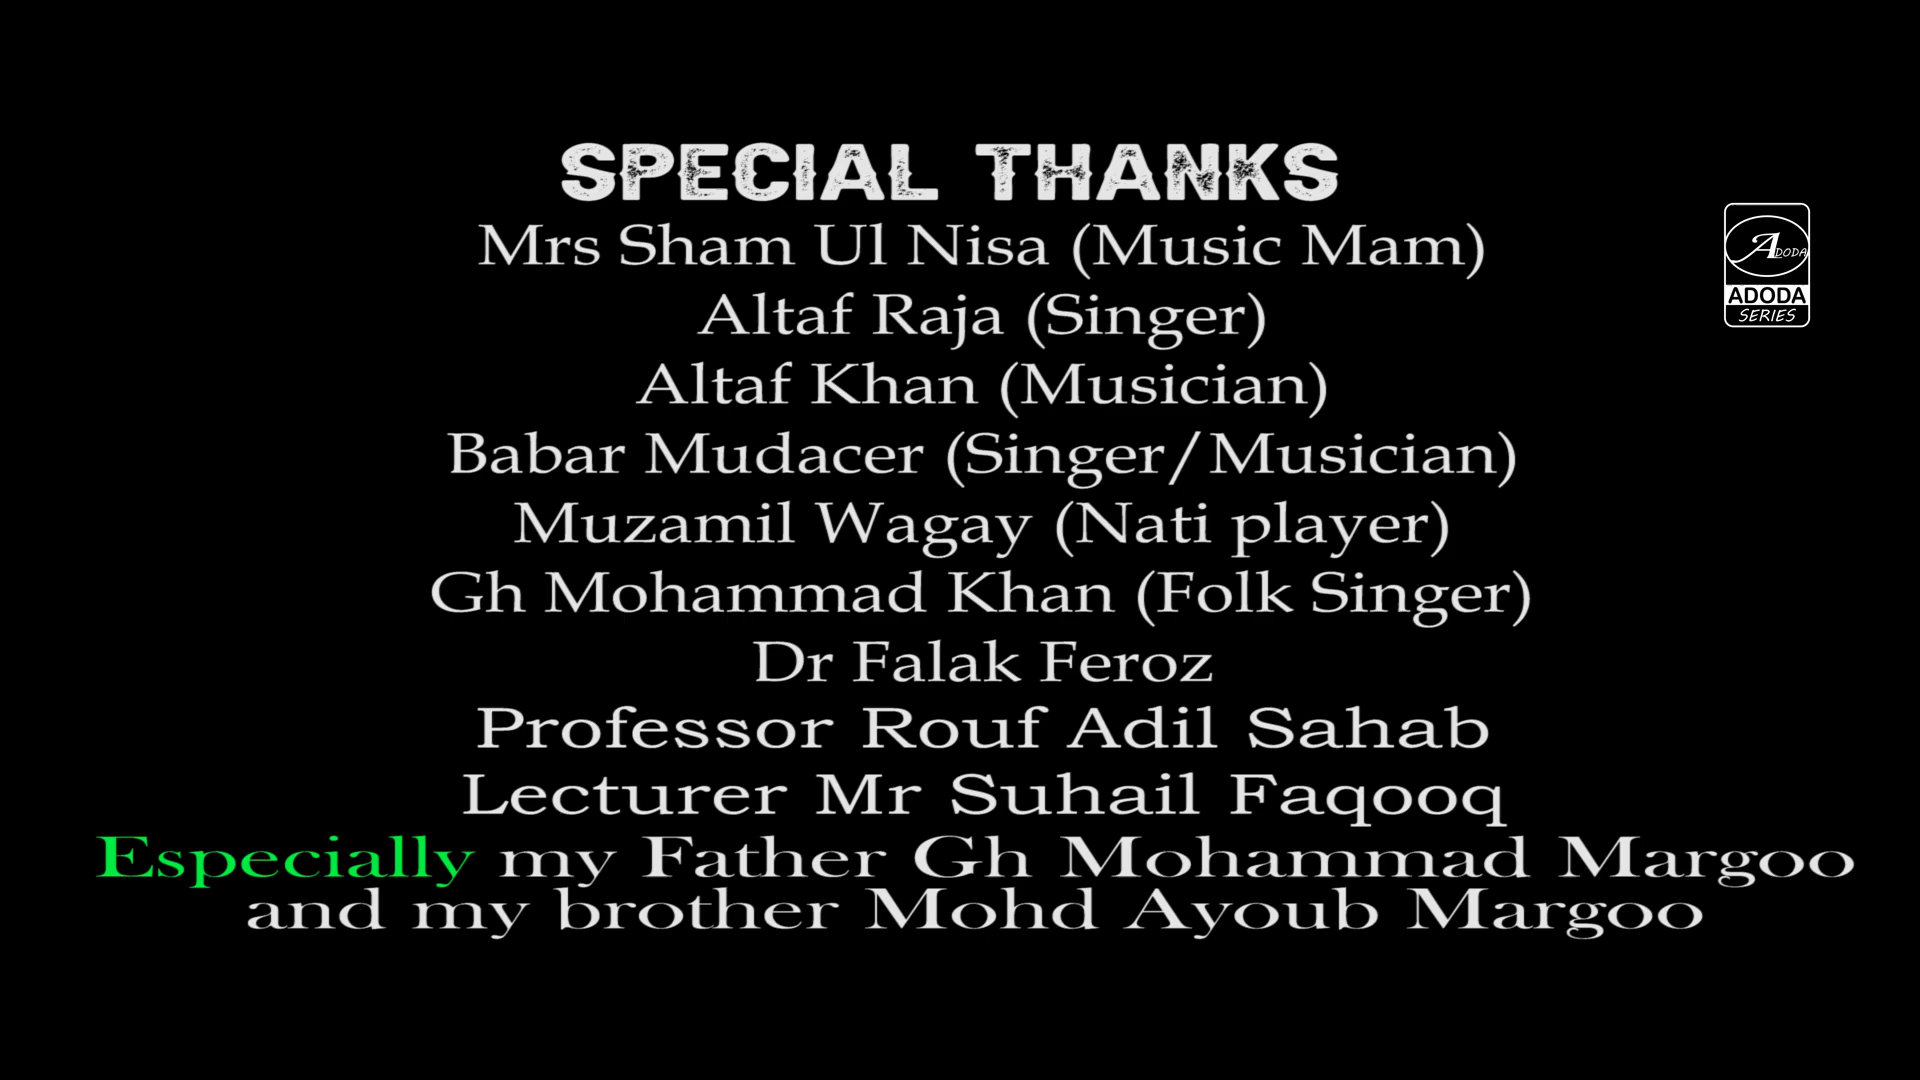 SPECIAL THANKS
Mrs Sham Ul Nisa (Music Mam)
Altaf Raja (Singer)
Altaf Khan (Musician)
Babar Mudacer (Singer/Musician)
Muzamil Wagay (Nati player)
Gh Mohammad Khan (Folk Singer)
Dr Falak Feroz
Professor Rouf Adil Sahab
Lecturer Mr Suhail Faqooq
Especially my Father Gh Mohammad Margoo
and my brother Mohd Ayoub Margoo
ADODA
ADODA
SERIES